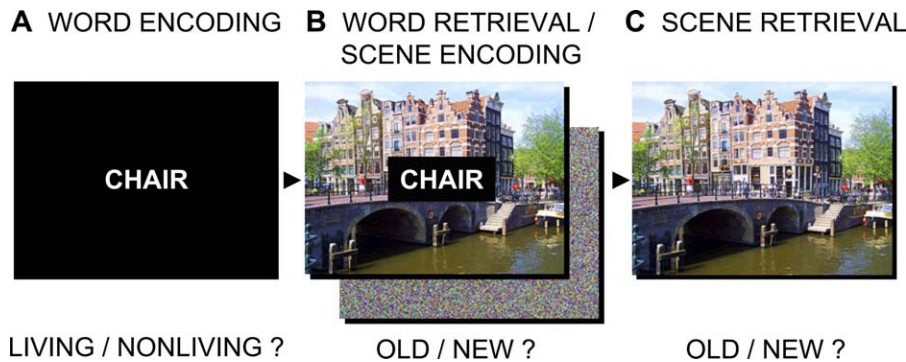 A WORD ENCODING
B WORD RETRIEVAL /
SCENE ENCODING
C SCENE RETRIEVAL
CHAIR
CHAIR
LIVING / NONLIVING ?
OLD / NEW ?
OLD / NEW ?